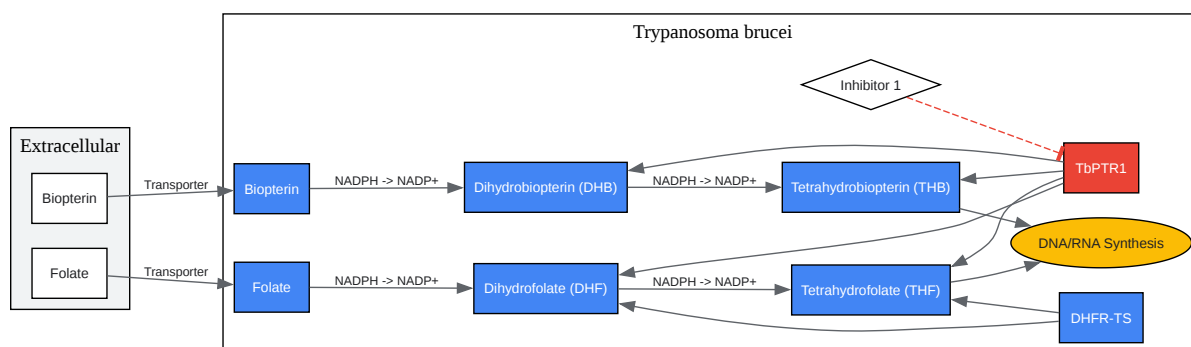 Trypanosoma brucei
Inhibitor 1
Extracellular
TbPTR1
Biopterin
Transporter
Biopterin
NADPH -> NADP+
Dihydrobiopterin (DHB)
NADPH -> NADP+
Tetrahydrobiopterin (THB)
DNA/RNA Synthesis
Folate
Transporter
Folate
NADPH -> NADP+
Dihydrofolate (DHF)
NADPH -> NADP+
Tetrahydrofolate (THF)
DHFR-TS